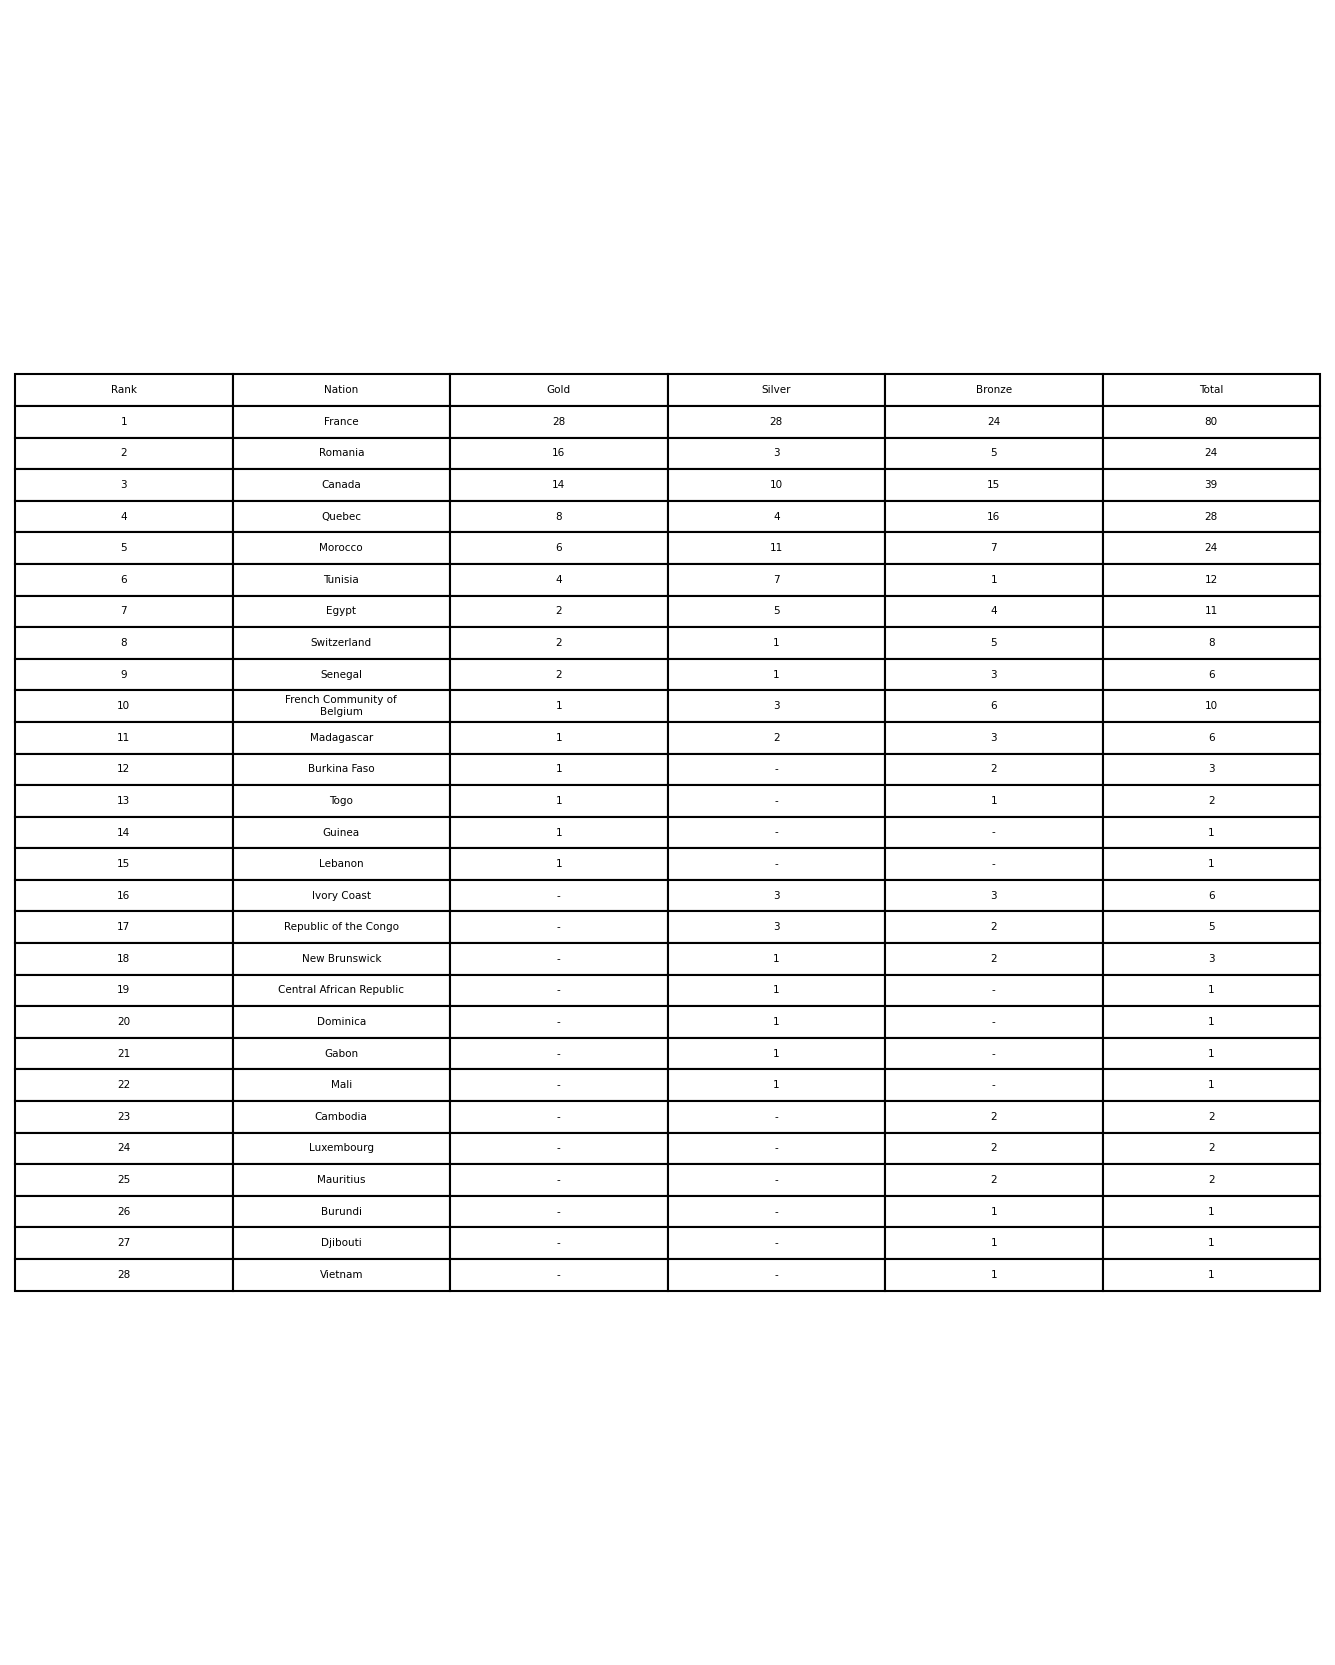 Rank Nation Gold Silver Bronze Total
1 France 28 28 24 80
2 Romania 16 3 5 24
3 Canada 14 10 15 39
4 Quebec 8 4 16 28
5 Morocco 6 11 7 24
6 Tunisia 4 7 1 12
7 Egypt 2 5 4 11
8 Switzerland 2 1 5 8
9 Senegal 2 1 3 6
10 French Community of Belgium 1 3 6 10
11 Madagascar 1 2 3 6
12 Burkina Faso 1 - 2 3
13 Togo 1 - 1 2
14 Guinea 1 - - 1
15 Lebanon 1 - - 1
16 Ivory Coast - 3 3 6
17 Republic of the Congo - 3 2 5
18 New Brunswick - 1 2 3
19 Central African Republic - 1 - 1
20 Dominica - 1 - 1
21 Gabon - 1 - 1
22 Mali - 1 - 1
23 Cambodia - - 2 2
24 Luxembourg - - 2 2
25 Mauritius - - 2 2
26 Burundi - - 1 1
27 Djibouti - - 1 1
28 Vietnam - - 1 1